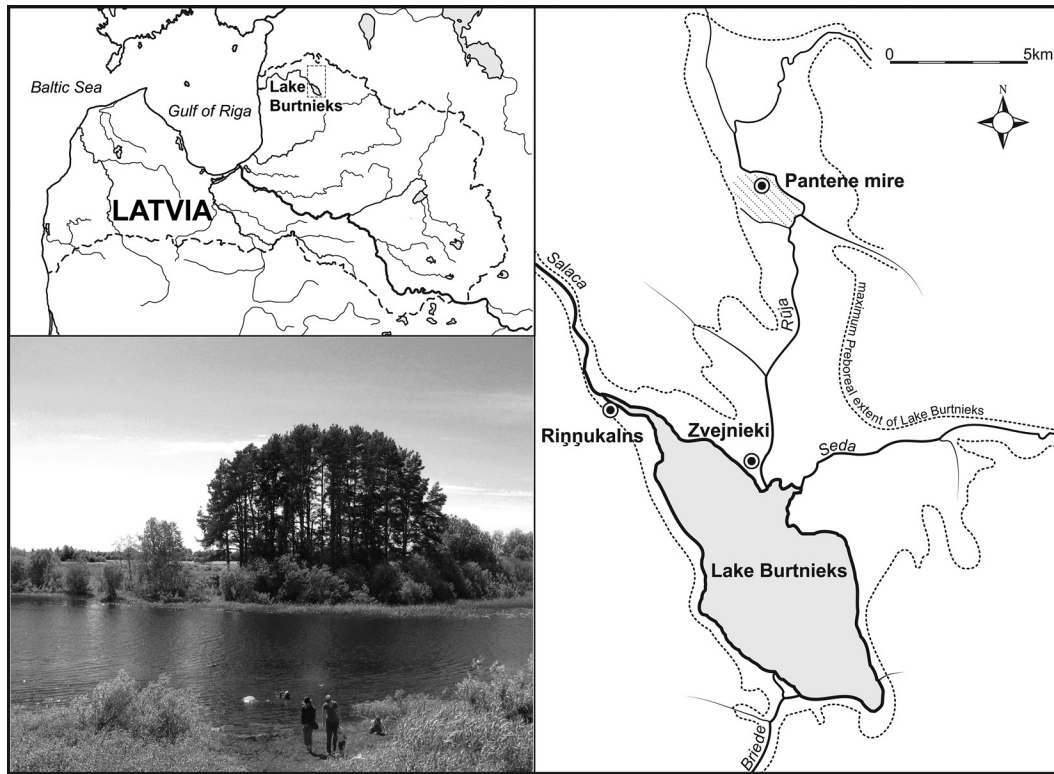 Baltic Sea
Gulf of Riga
Lake
Burtnieks
LATVIA
0 5km
N
Pantene mire
Salaca
Rūja
maximum Preboreal extent of Lake Burtnieks
Riņņukalns
Zvejnieki
Seda
Lake Burtnieks
Briede